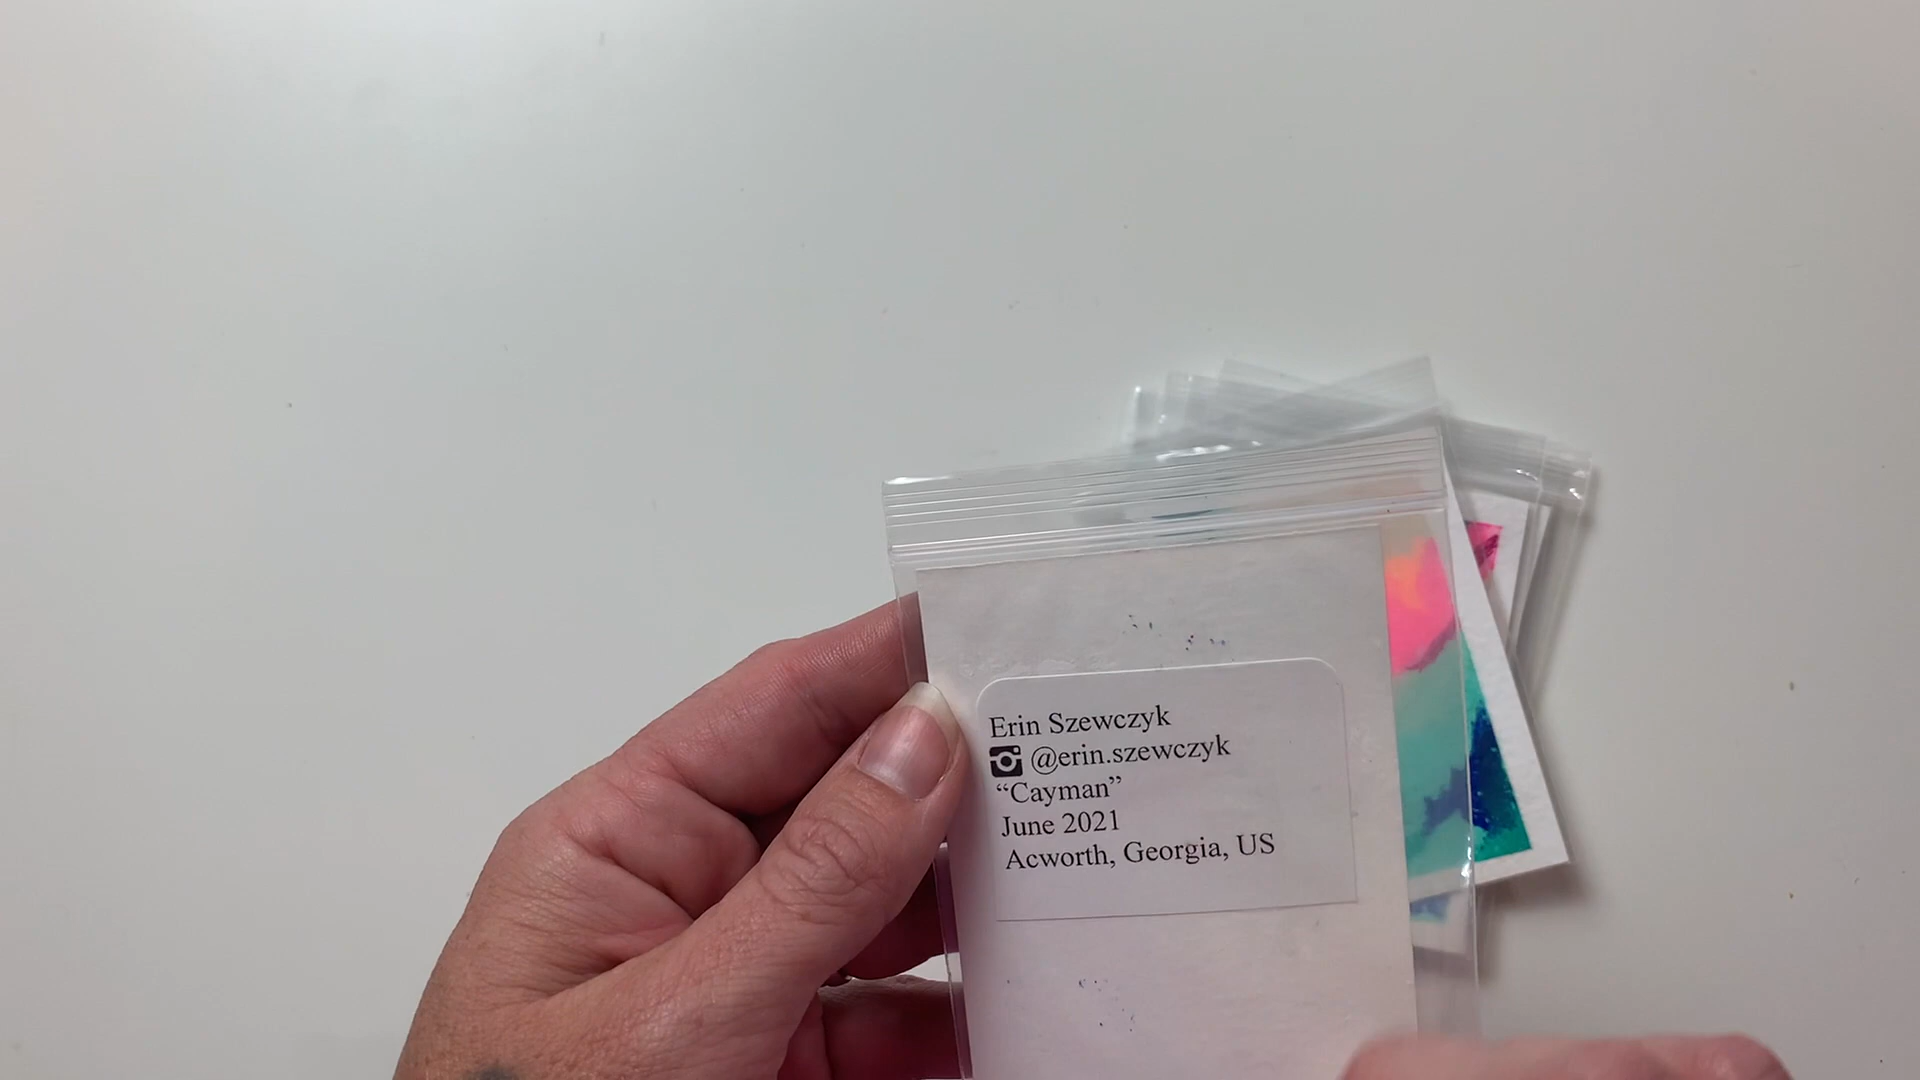 Erin Szewczyk
@erin.szewczyk
“Cayman”
June 2021
Acworth, Georgia, US